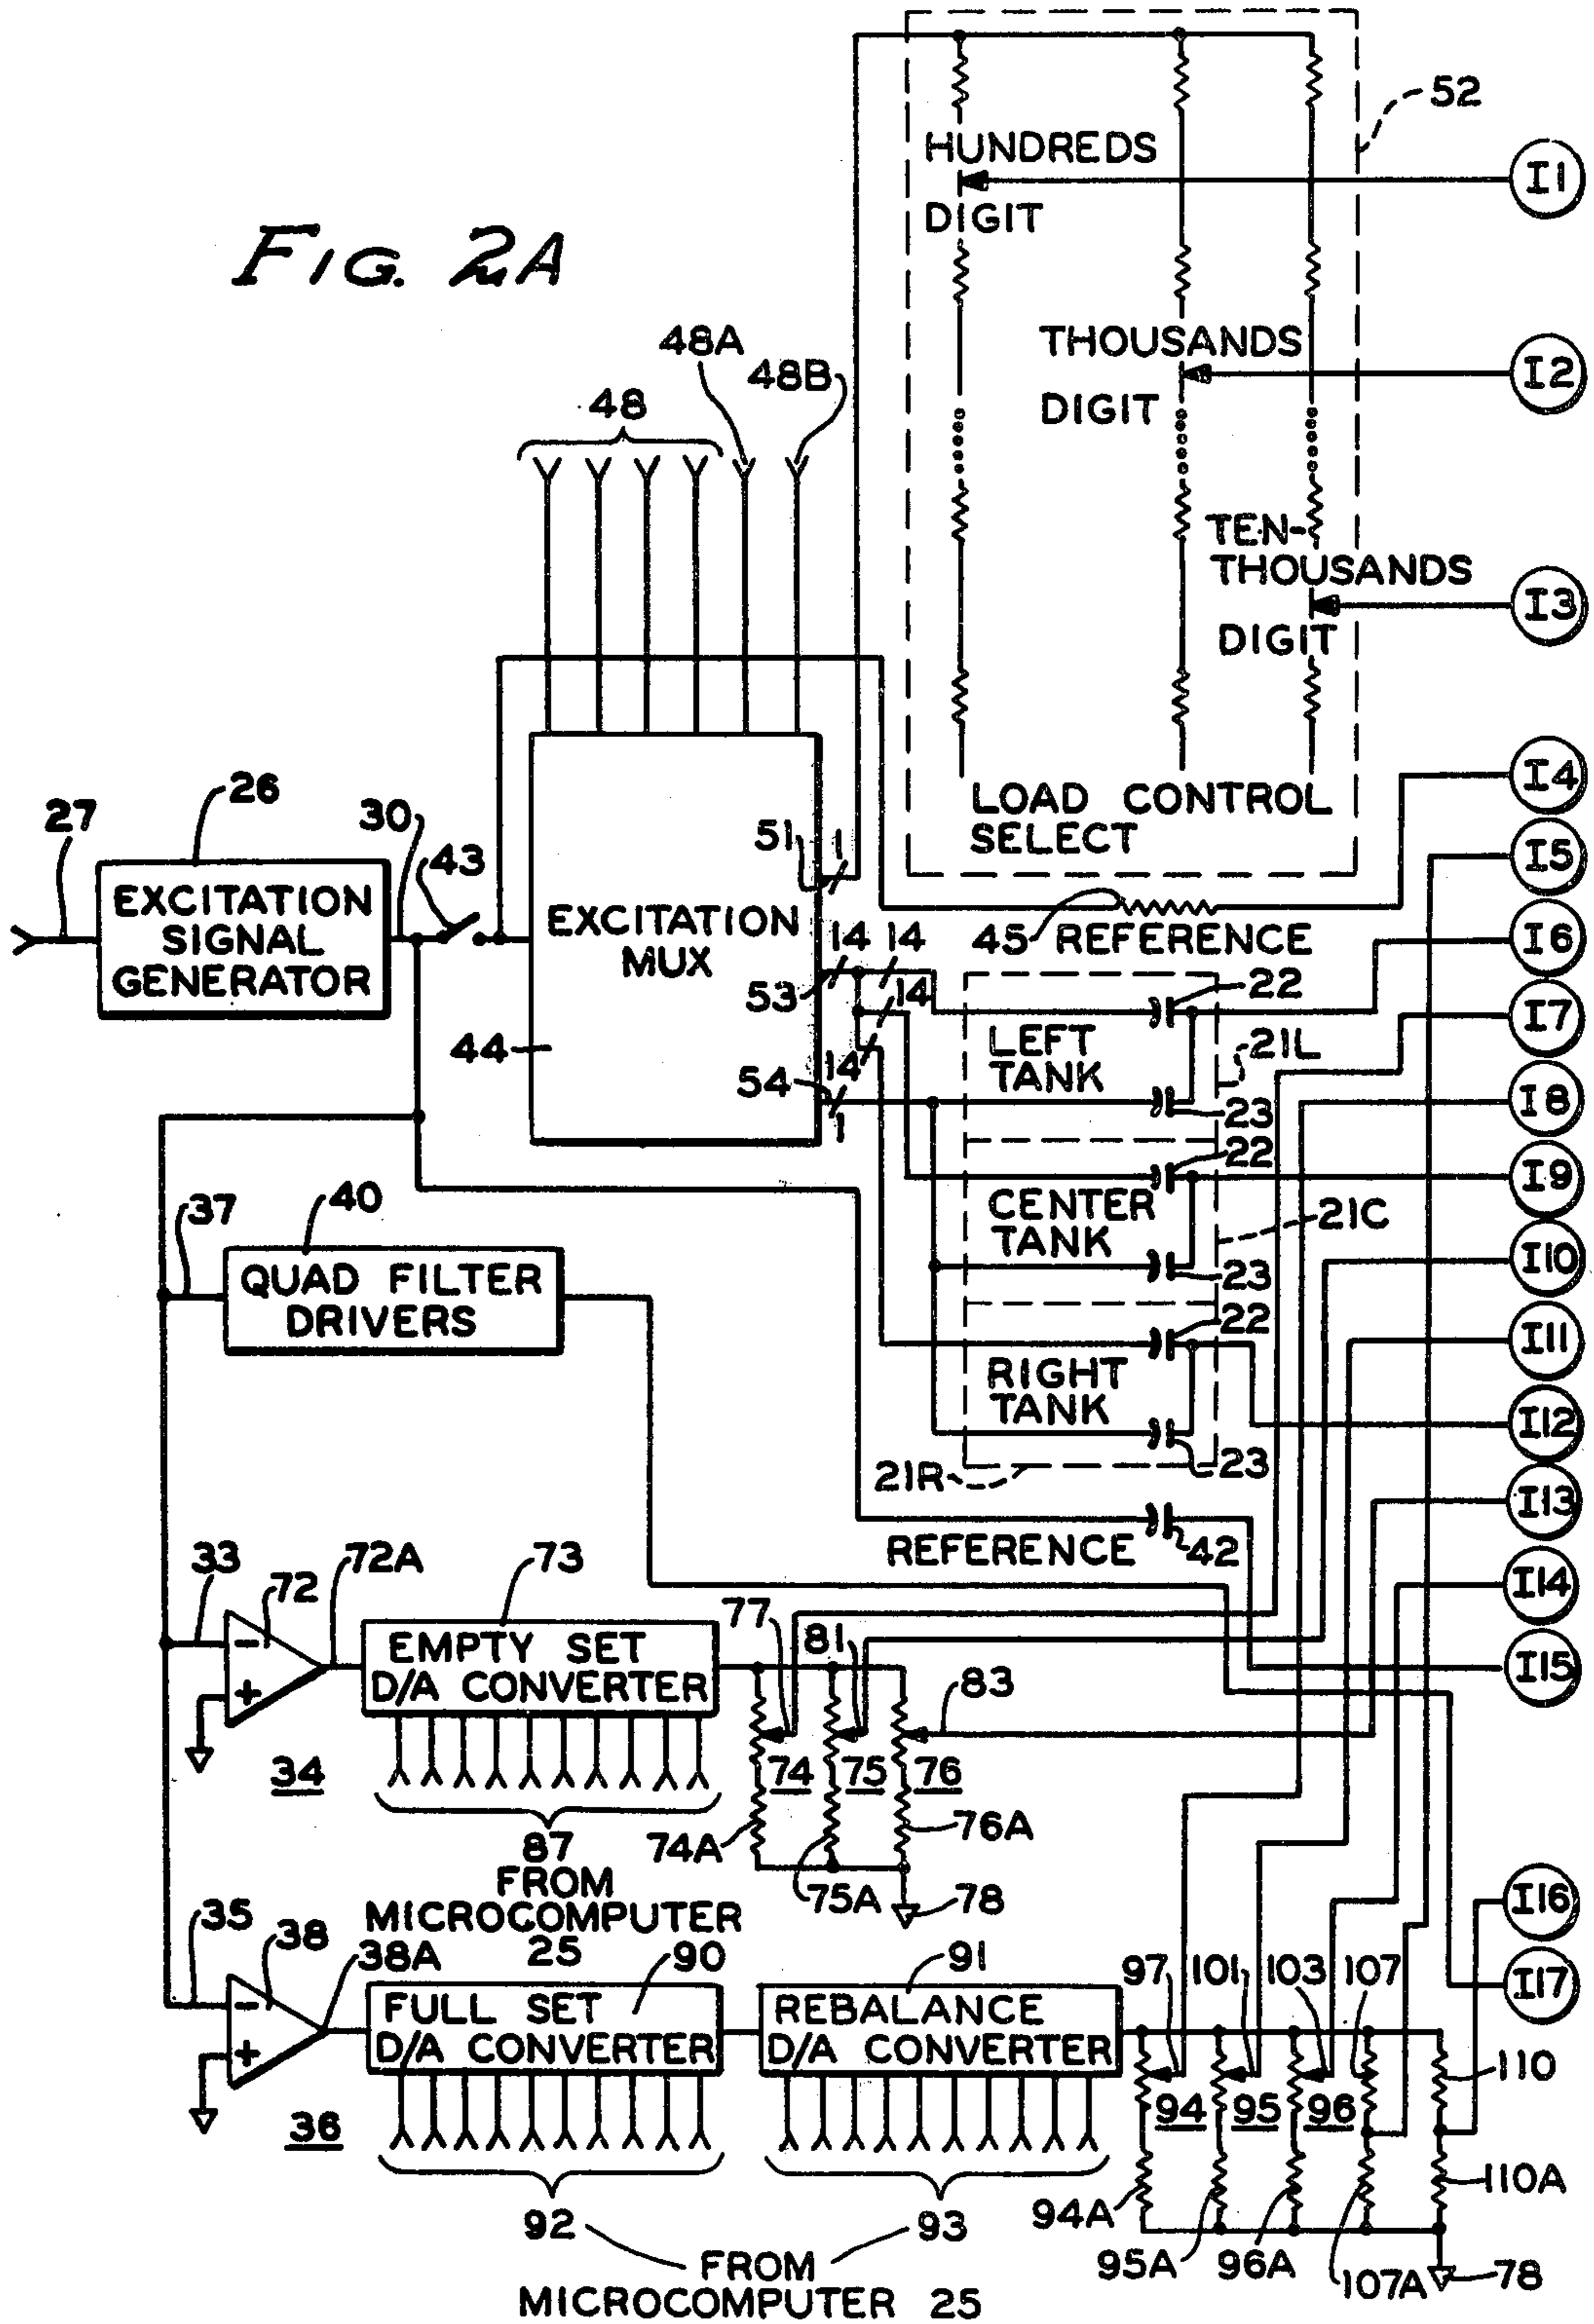 FIG. 2A
52
HUNDREDS
DIGIT
I1
THOUSANDS
DIGIT
I2
TEN-
THOUSANDS
DIGIT
I3
LOAD CONTROL
SELECT
48
48A
48B
27
26
30
43
EXCITATION
SIGNAL
GENERATOR
EXCITATION
MUX
44
51
1
53
14
14
14
14
54
1
45
REFERENCE
I4
I5
I6
I7
I8
I9
I10
I11
I12
I13
I14
I15
I16
I17
22
LEFT
TANK
21L
23
22
CENTER
TANK
21C
23
22
RIGHT
TANK
23
21R
REFERENCE
42
37
40
QUAD FILTER
DRIVERS
33
72
72A
73
-
+
EMPTY SET
D/A CONVERTER
34
87
FROM
MICROCOMPUTER
25
77
81
83
74
75
76
74A
75A
76A
78
35
38
38A
90
-
+
FULL SET
D/A CONVERTER
36
91
REBALANCE
D/A CONVERTER
92
93
FROM
MICROCOMPUTER 25
97
101
103
107
110
94
95
96
94A
95A
96A
107A
110A
78